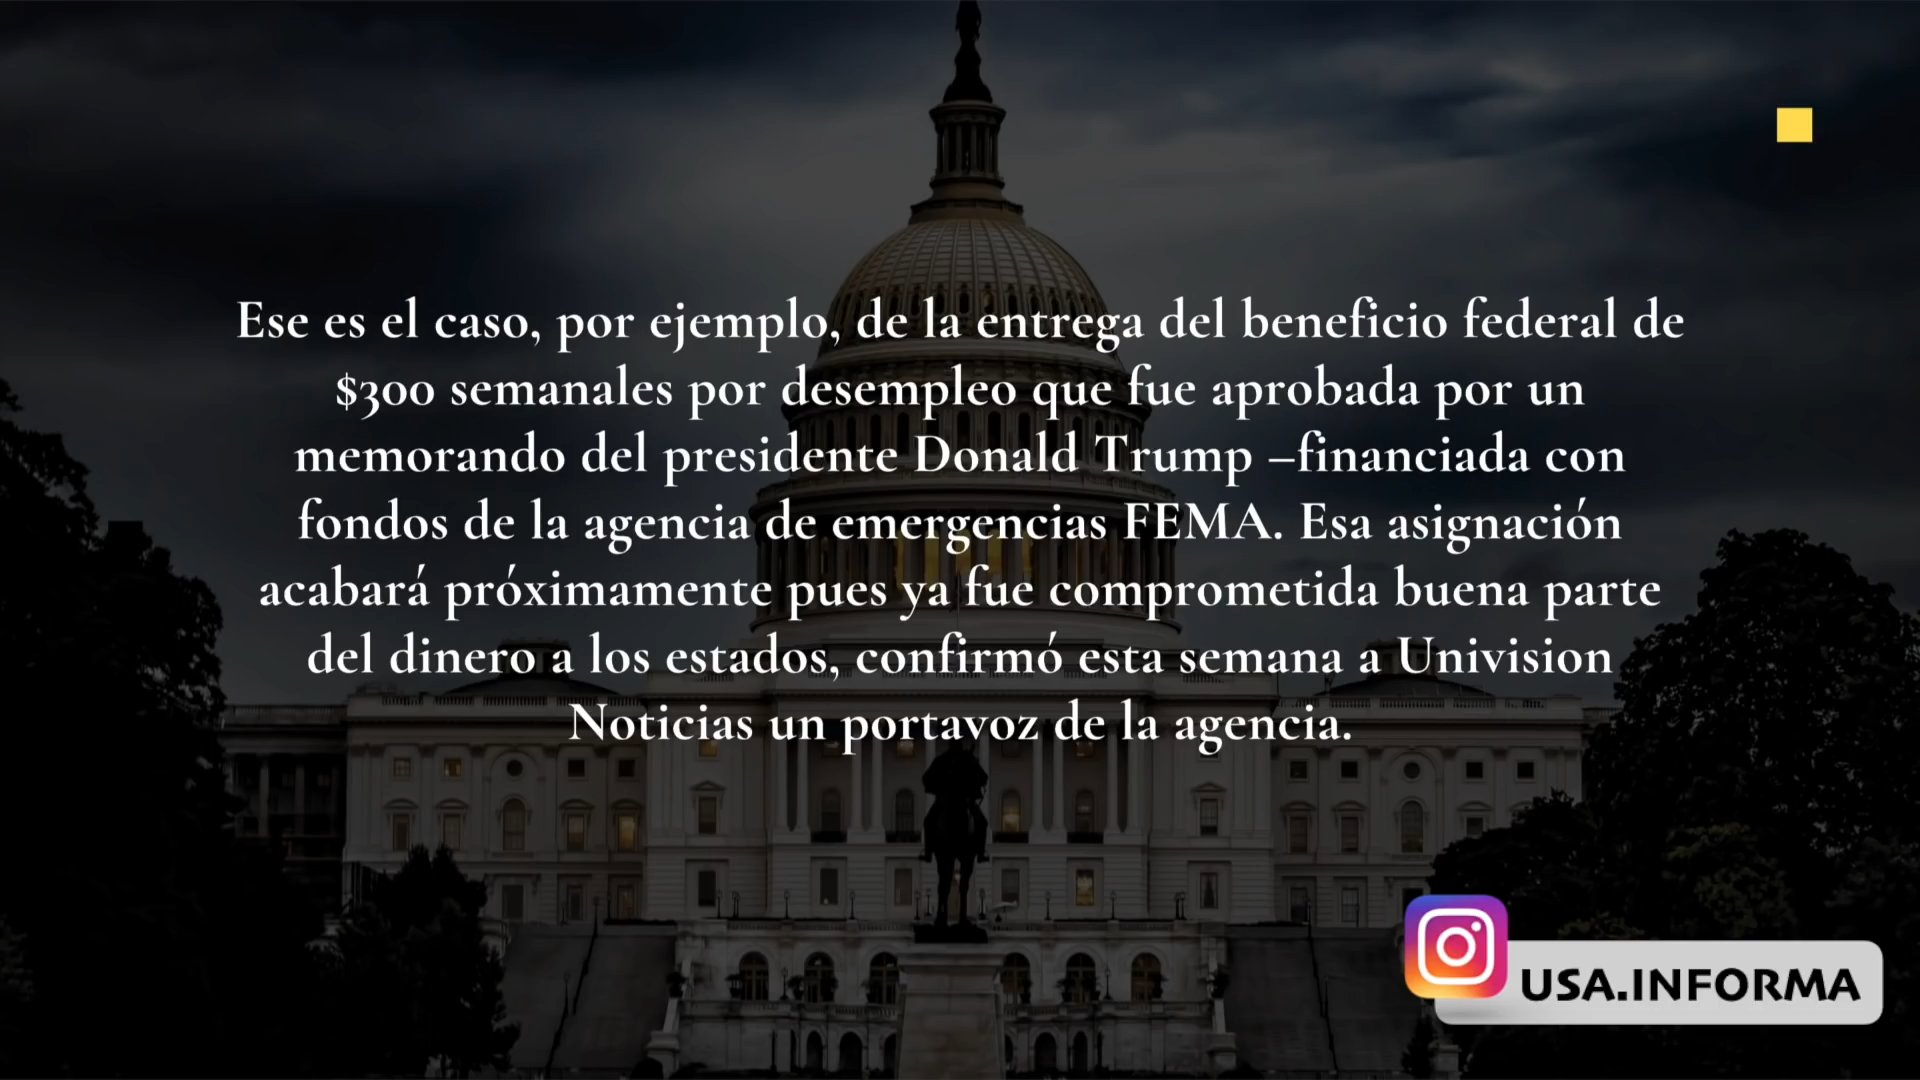 Ese es el caso, por ejemplo, de la entrega del beneficio federal de
$300 semanales por desempleo que fue aprobada por un
memorando del presidente Donald Trump –financiada con
fondos de la agencia de emergencias FEMA. Esa asignación
acabará próximamente pues ya fue comprometida buena parte
del dinero a los estados, confirmó esta semana a Univision
Noticias un portavoz de la agencia.
USA.INFORMA